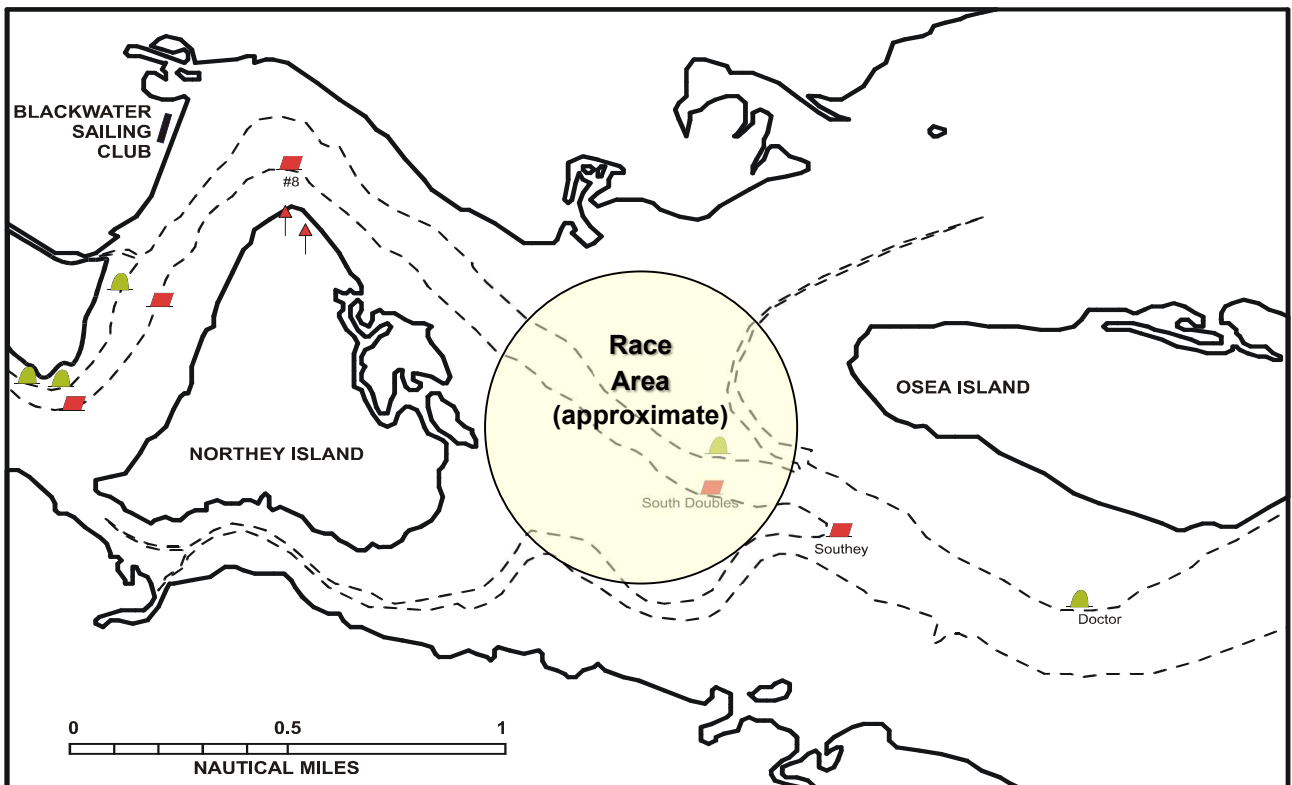 BLACKWATER
SAILING
CLUB
#8
Race
Area
(approximate)
OSEA ISLAND
NORTHEY ISLAND
South Doubles
Southey
Doctor
0 0.5 1
NAUTICAL MILES